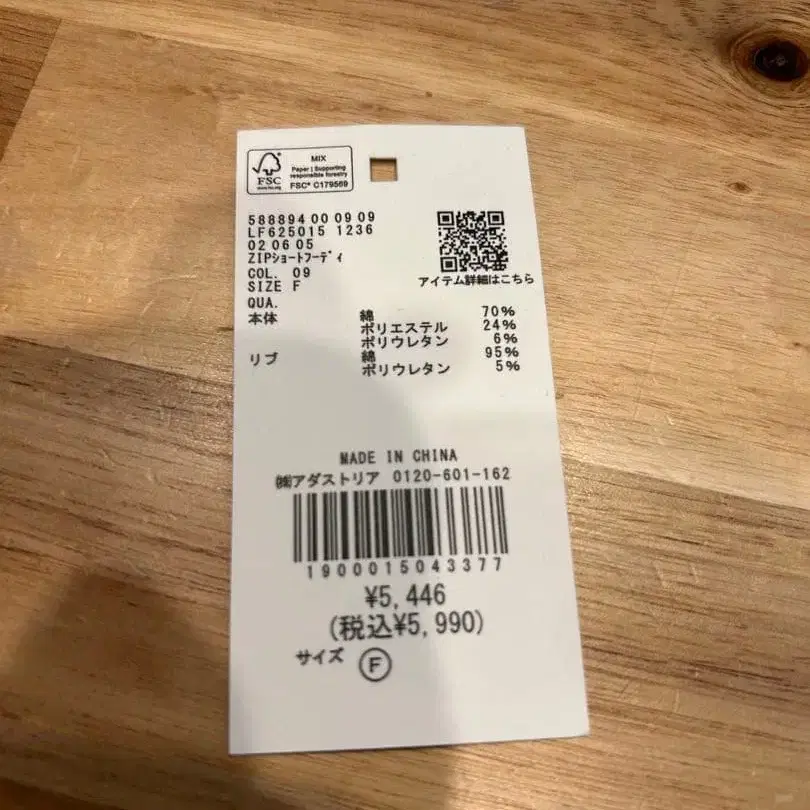 MIX
Paper | Supporting
responsible forestry
FSC® C179569
FSC
www.fsc.org
588894 00 09 09
LF625015 1236
02 06 05
ZIPｼｮｰﾄﾌｰﾃﾞｨ
COL. 09
SIZE F
QUA.
アイテム詳細はこちら
本体 綿 70%
ポリエステル 24%
ポリウレタン 6%
リブ 綿 95%
ポリウレタン 5%
MADE IN CHINA
㈱アダストリア 0120-601-162
1900015043377
¥5,446
(税込¥5,990)
サイズ F